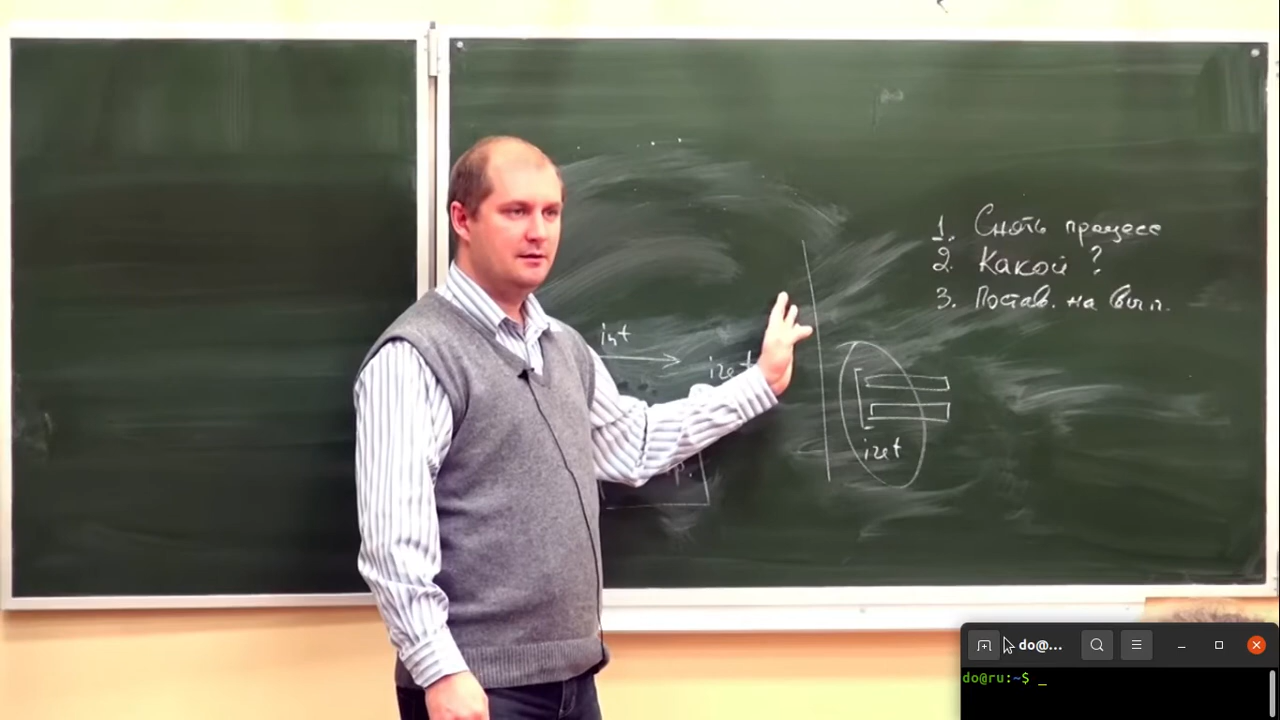 1. Снять процесс
2. Какой ?
3. Постав. на вып.
int
iret
iret
do@...
do@ru:~$ _